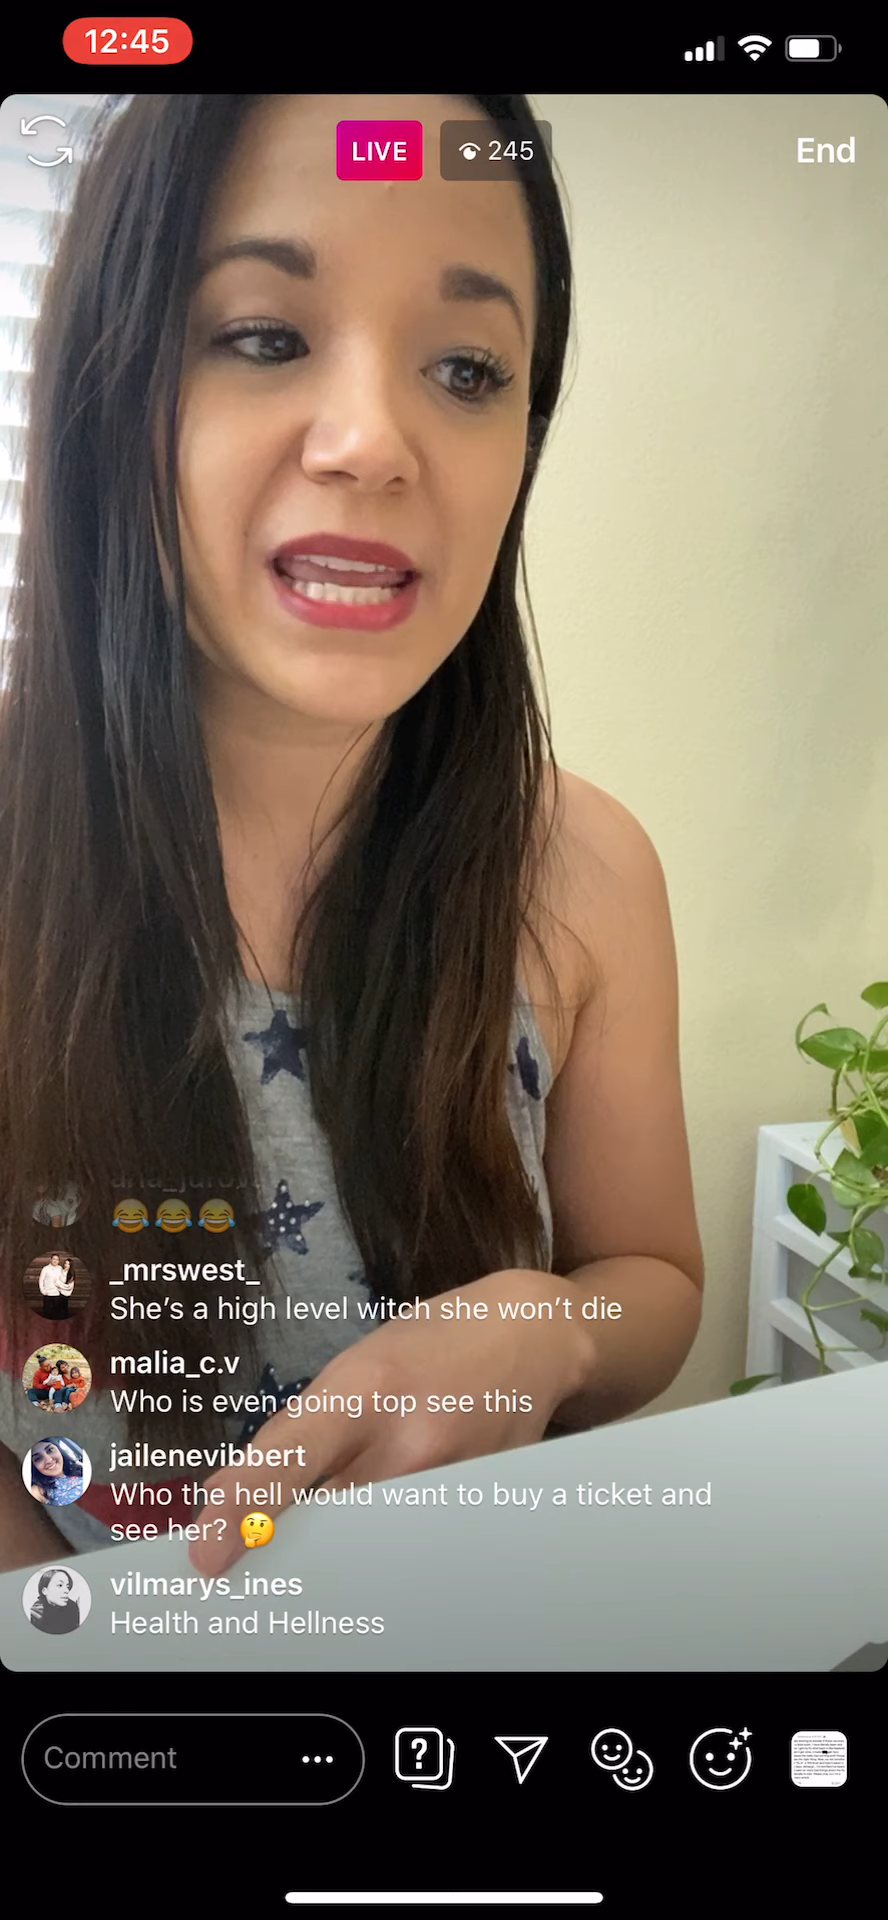 12:45
LIVE
245
End
😂😂😂
_mrswest_
She's a high level witch she won't die
malia_c.v
Who is even going top see this
jailenevibbert
Who the hell would want to buy a ticket and
see her? 🤔
vilmarys_ines
Health and Hellness
Comment